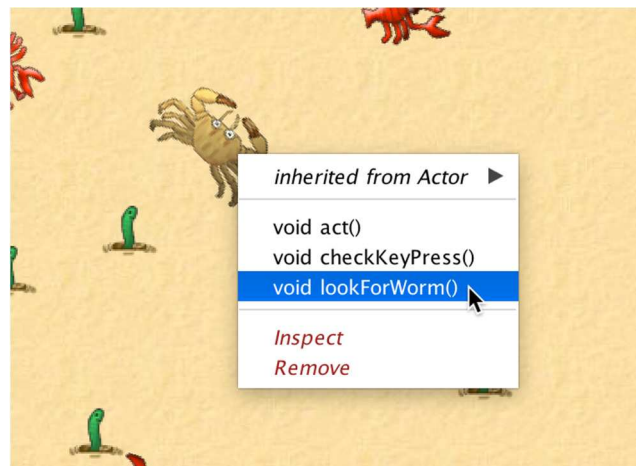 inherited from Actor
void act()
void checkKeyPress()
void lookForWorm()
Inspect
Remove